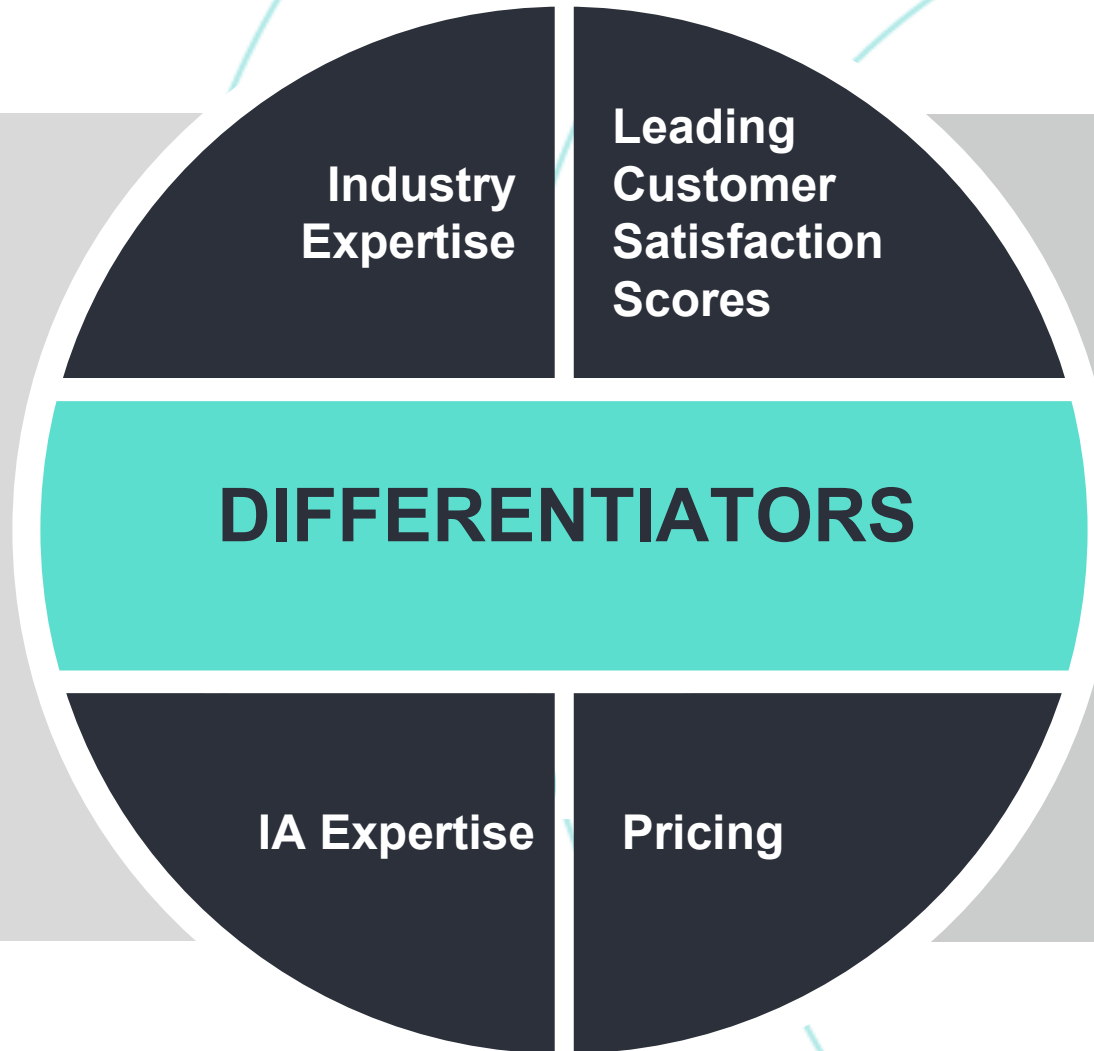 Industry
Expertise
Leading
Customer
Satisfaction
Scores
DIFFERENTIATORS
IA Expertise
Pricing